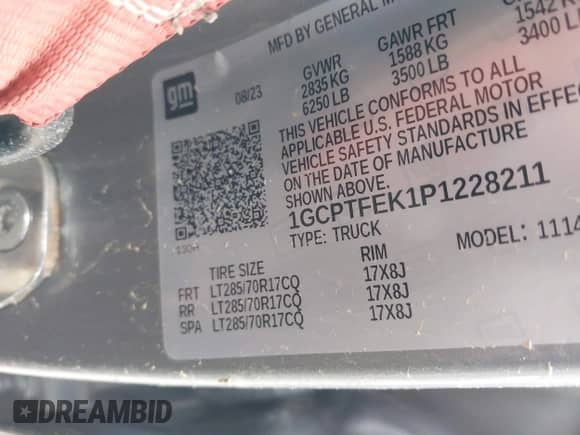 MFD BY GENERAL M
gm
08/23
GVWR
2835 KG
6250 LB
GAWR FRT
1588 KG
3500 LB
1542 K
3400 LB
THIS VEHICLE CONFORMS TO ALL
APPLICABLE U.S. FEDERAL MOTOR
VEHICLE SAFETY STANDARDS IN EFFEC
ON THE DATE OF MANUFACTURE
SHOWN ABOVE.
1GCPTFEK1P1228211
TYPE: TRUCK
MODEL: 1114
TIRE SIZE RIM
FRT LT285/70R17CQ 17X8J
RR LT285/70R17CQ 17X8J
SPA LT285/70R17CQ 17X8J
DREAMBID